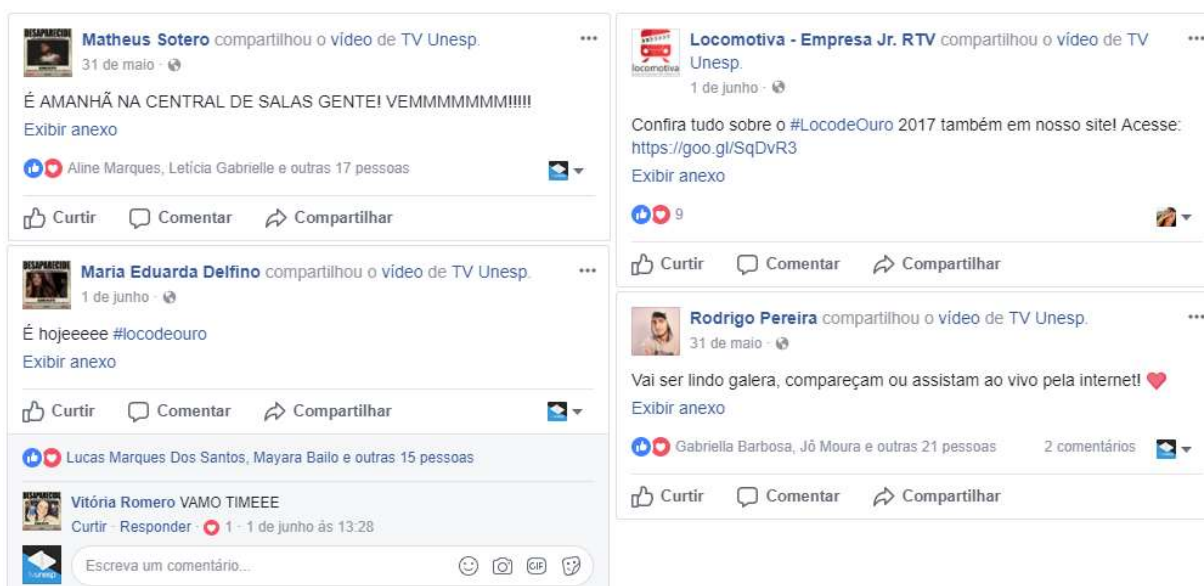 DESAPARECIDE
Matheus Sotero compartilhou o vídeo de TV Unesp.
31 de maio ·
É AMANHÃ NA CENTRAL DE SALAS GENTE! VEMMMMMMM!!!!!
Exibir anexo
Aline Marques, Letícia Gabrielle e outras 17 pessoas
Curtir Comentar Compartilhar
DESAPARECIDE
Maria Eduarda Delfino compartilhou o vídeo de TV Unesp.
1 de junho ·
É hojeeeee #locodeouro
Exibir anexo
Curtir Comentar Compartilhar
Lucas Marques Dos Santos, Mayara Bailo e outras 15 pessoas
DESAPARECIDE
Vitória Romero VAMO TIMEEE
Curtir · Responder · 1 · 1 de junho às 13:28
tvunesp
Escreva um comentário...
GIF
locomotiva
Locomotiva - Empresa Jr. RTV compartilhou o vídeo de TV
Unesp.
1 de junho ·
Confira tudo sobre o #LocodeOuro 2017 também em nosso site! Acesse:
https://goo.gl/SqDvR3
Exibir anexo
9
Curtir Comentar Compartilhar
Rodrigo Pereira compartilhou o vídeo de TV Unesp.
31 de maio ·
Vai ser lindo galera, compareçam ou assistam ao vivo pela internet!
Exibir anexo
Gabriella Barbosa, Jô Moura e outras 21 pessoas 2 comentários
Curtir Comentar Compartilhar